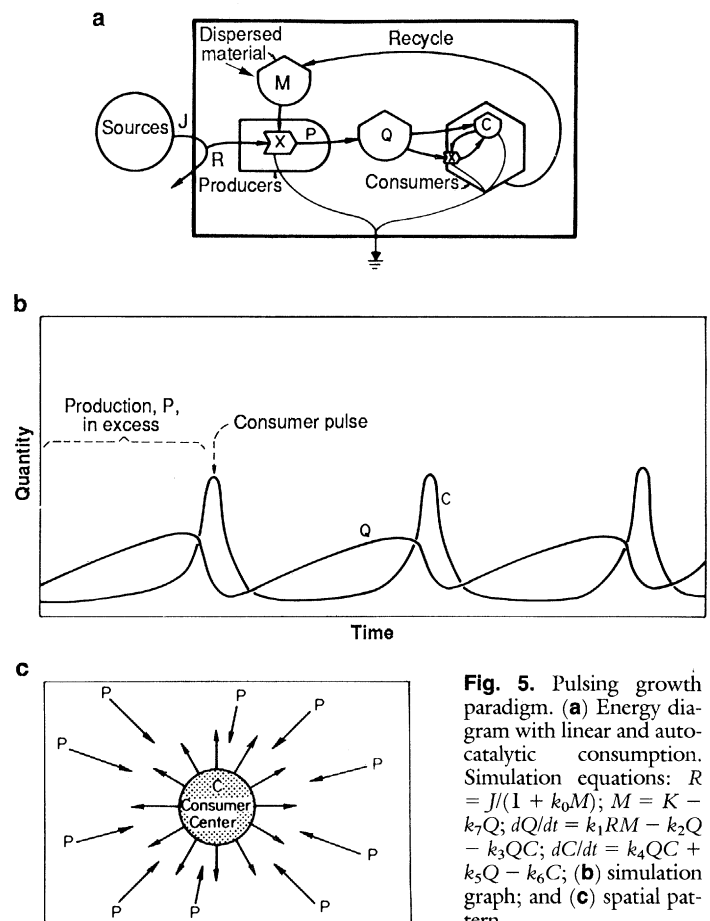 a
Dispersed
material
Recycle
M
Sources
J
R
X
P
Q
C
X
Producers
Consumers
b
Quantity
Production, P,
in excess
Consumer pulse
Q
C
Time
c
P
P
P
P
P
C
Consumer
Center
P
P
P
P
P
Fig. 5. Pulsing growth
paradigm. (a) Energy dia-
gram with linear and auto-
catalytic consumption.
Simulation equations: R
= J/(1 + k₀M); M = K −
k₇Q; dQ/dt = k₁RM − k₂Q
− k₃QC; dC/dt = k₄QC +
k₅Q − k₆C; (b) simulation
graph; and (c) spatial pat-
tern